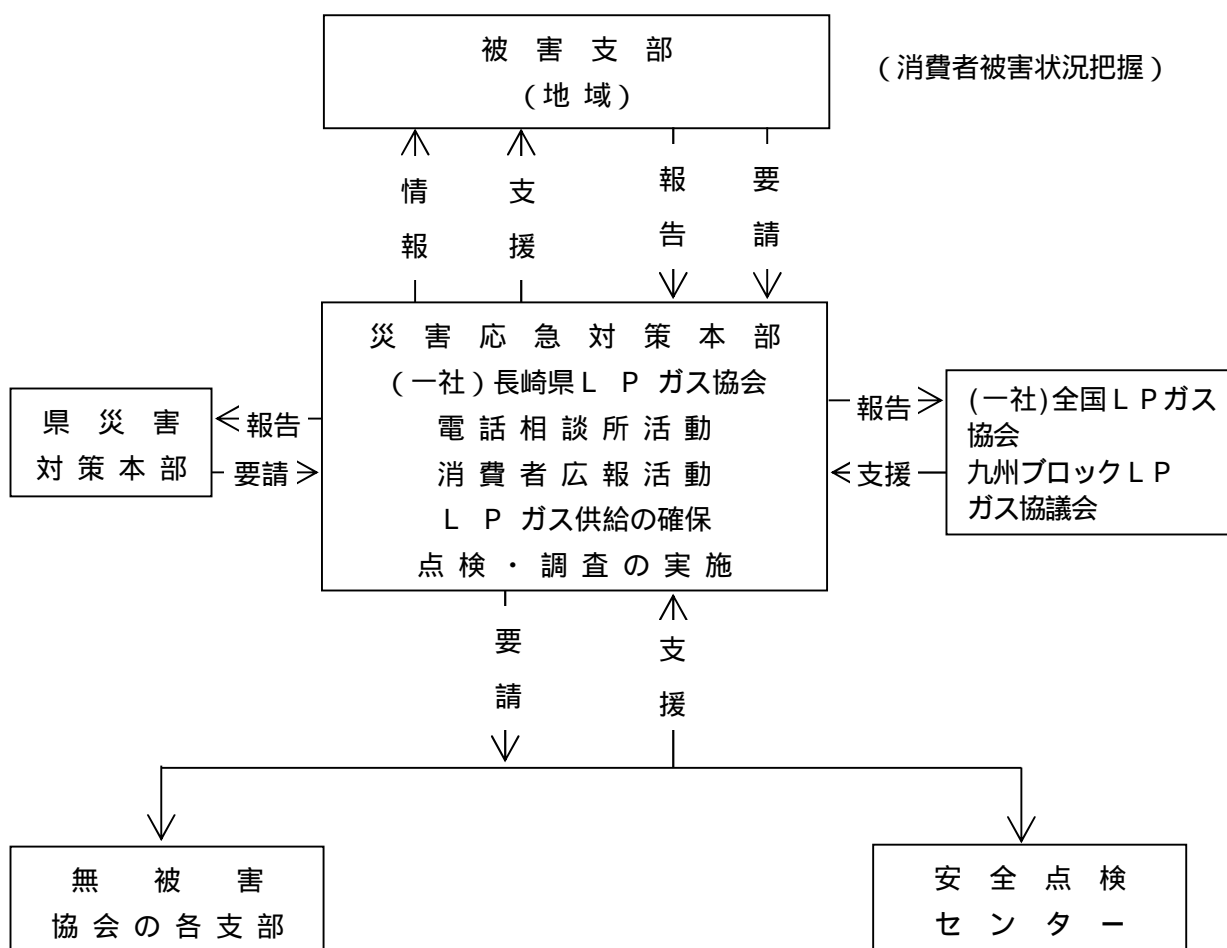 被害支部
(地域)
(消費者被害状況把握)
情報
支援
報告
要請
災害応急対策本部
(一社)長崎県LPガス協会
電話相談所活動
消費者広報活動
LPガス供給の確保
点検・調査の実施
県災害
対策本部
報告
要請
報告
支援
(一社)全国LPガス
協会
九州ブロックLP
ガス協議会
要請
支援
無被害
協会の各支部
安全点検
センター